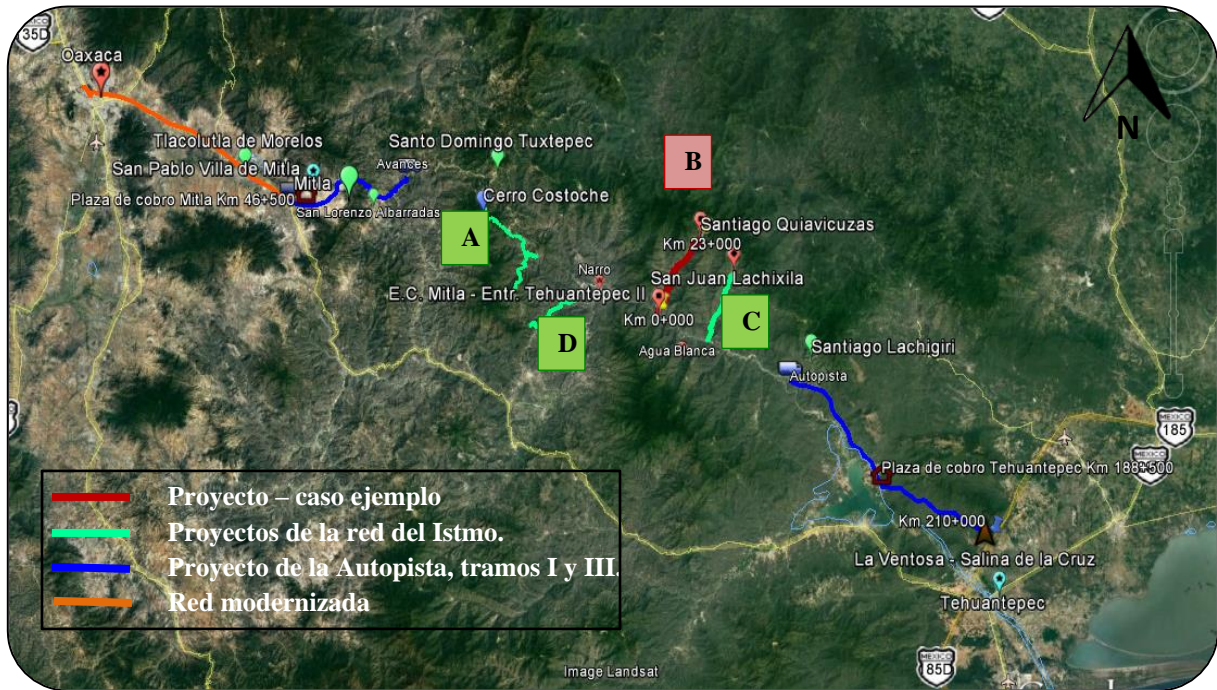 MEXICO
35D
Oaxaca
N
Tlacolutla de Morelos
Santo Domingo Tuxtepec
B
San Pablo Villa de Mitla
Avances
Mitla
Cerro Costoche
Plaza de cobro Mitla Km 46+500
San Lorenzo Albarradas
Santiago Quiavicuzas
A
Km 23+000
Narro
San Juan Lachixila
E.C. Mitla - Entr. Tehuantepec II
Km 0+000
C
D
Agua Blanca
Santiago Lachigiri
Autopista
MEXICO
185
MEXICO
Plaza de cobro Tehuantepec Km 188+500
Proyecto – caso ejemplo
Proyectos de la red del Istmo.
Km 210+000
Proyecto de la Autopista, tramos I y III.
La Ventosa - Salina de la Cruz
Red modernizada
Tehuantepec
MEXICO
85D
Image Landsat